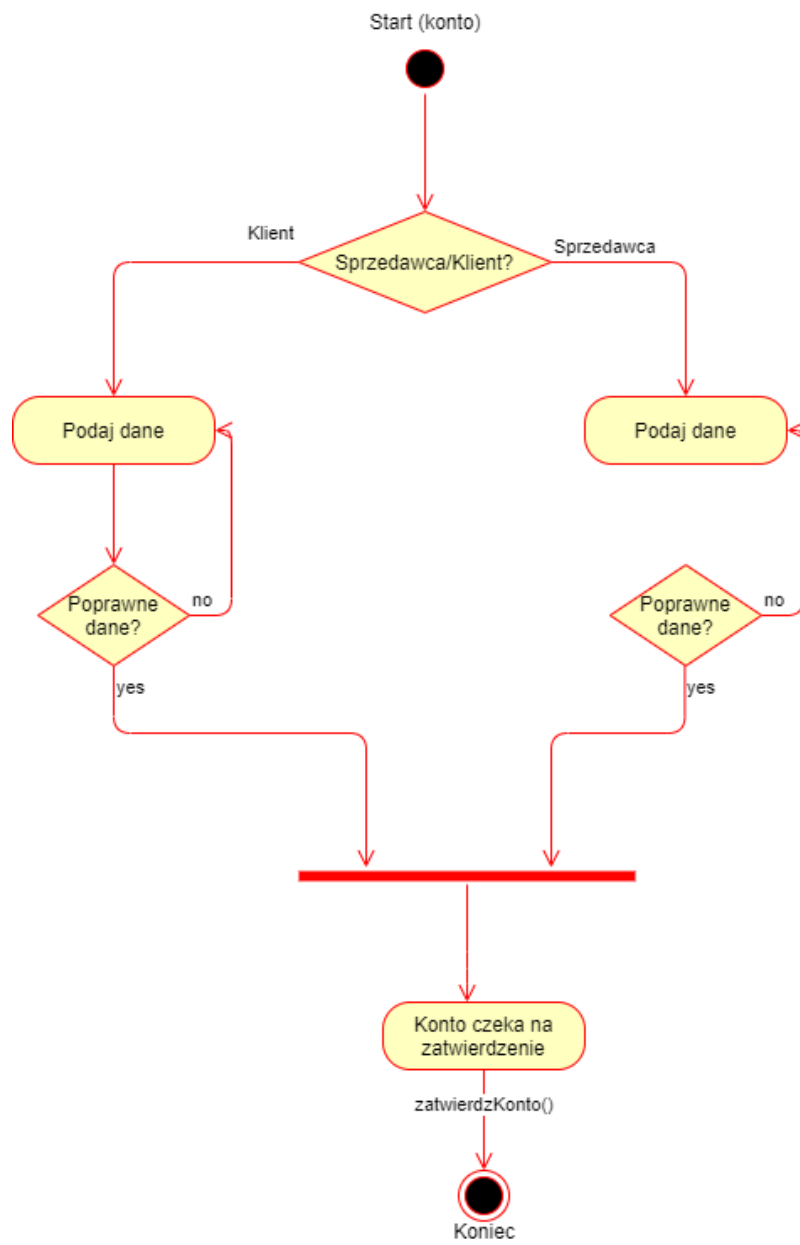 Start (konto)
Klient
Sprzedawca
Sprzedawca/Klient?
Podaj dane
Podaj dane
Poprawne
dane?
no
Poprawne
dane?
no
yes
yes
Konto czeka na
zatwierdzenie
zatwierdzKonto()
Koniec